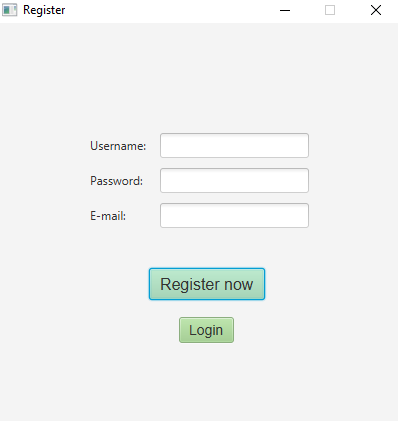 Register
Username:
Password:
E-mail:
Register now
Login